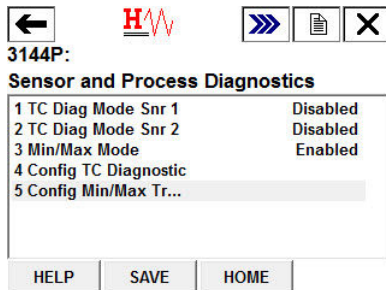 H
3144P:
Sensor and Process Diagnostics
1 TC Diag Mode Snr 1 Disabled
2 TC Diag Mode Snr 2 Disabled
3 Min/Max Mode Enabled
4 Config TC Diagnostic
5 Config Min/Max Tr...
HELP SAVE HOME